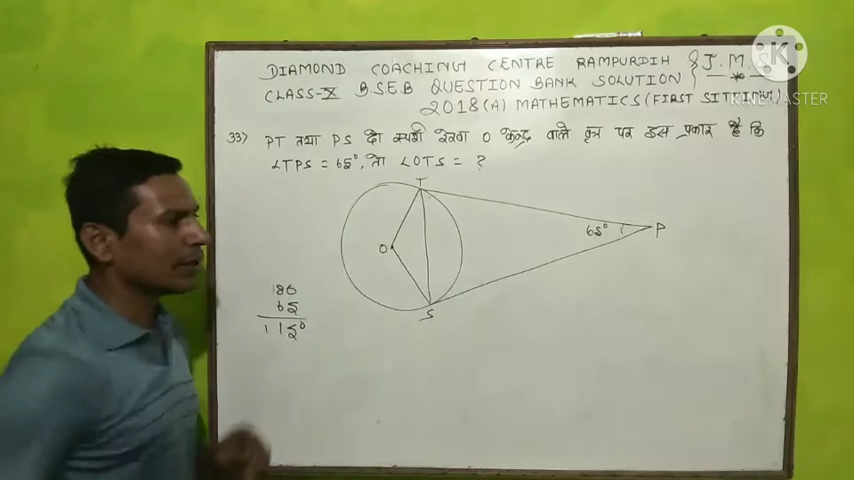 DIAMOND COACHING CENTRE RAMPURDIH { J.M.S
CLASS-X B.S.E.B QUESTION BANK SOLUTION
2018(A) MATHEMATICS (FIRST SITTING)
K
KINEMASTER
33) PT तथा PS दो स्पर्श रेखा O केन्द्र वाले वृत्त पर इस प्रकार है कि
∠TPS = 65°, तो ∠OTS = ?
T
O
65°
P
S
180
65
115°